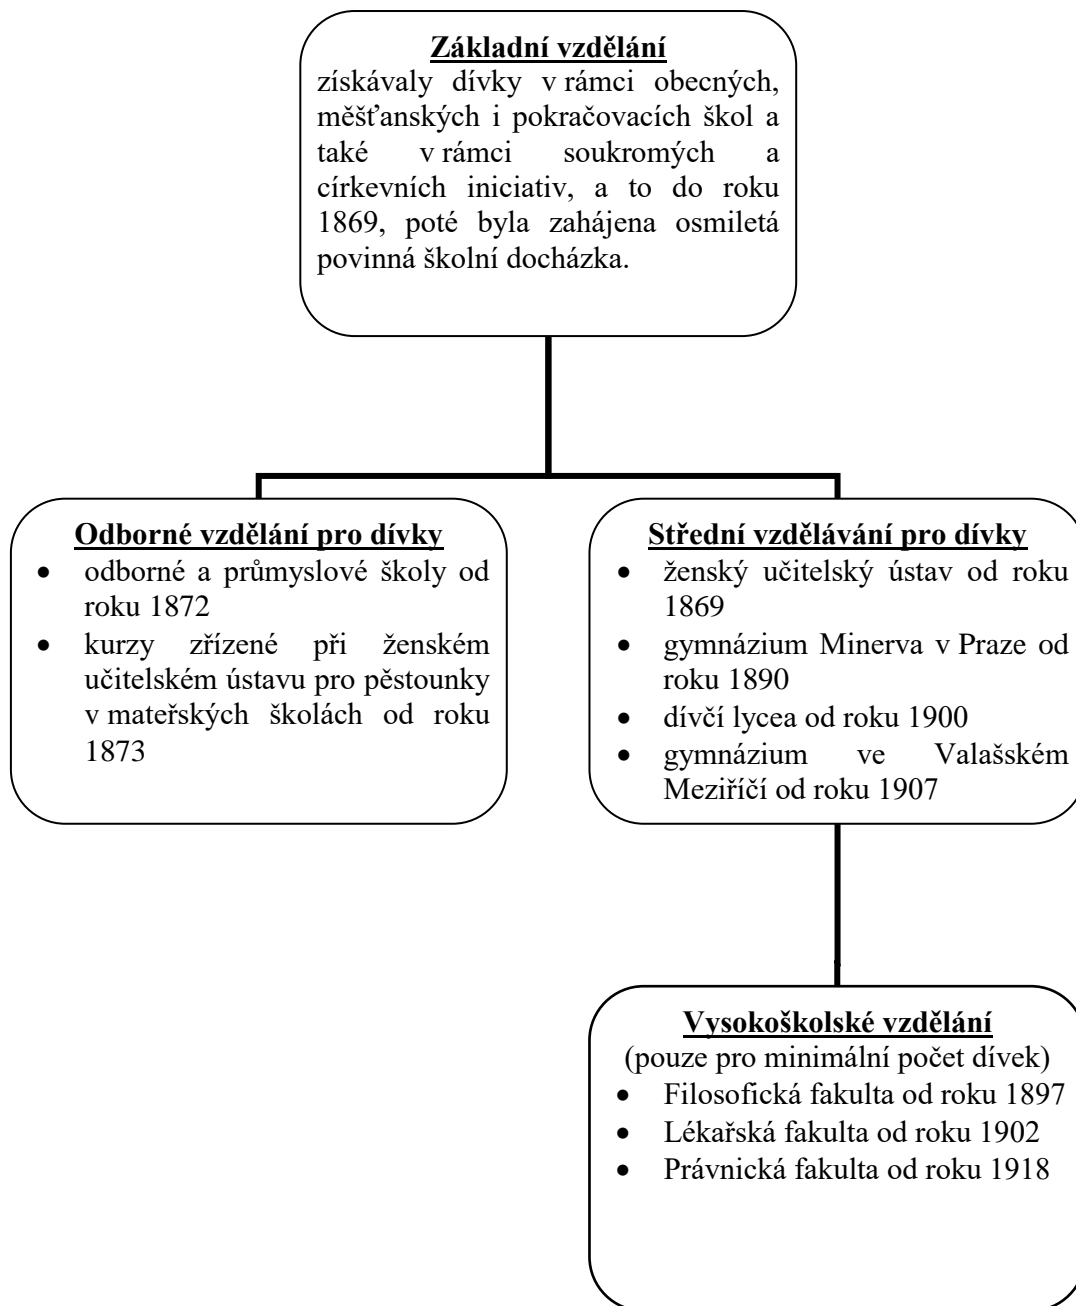 Základní vzdělání
získávaly dívky v rámci obecných,
měšťanských i pokračovacích škol a
také v rámci soukromých a
církevních iniciativ, a to do roku
1869, poté byla zahájena osmiletá
povinná školní docházka.
Odborné vzdělání pro dívky
• odborné a průmyslové školy od
roku 1872
• kurzy zřízené při ženském
učitelském ústavu pro pěstounky
v mateřských školách od roku
1873
Střední vzdělávání pro dívky
• ženský učitelský ústav od roku
1869
• gymnázium Minerva v Praze od
roku 1890
• dívčí lycea od roku 1900
• gymnázium ve Valašském
Meziříčí od roku 1907
Vysokoškolské vzdělání
(pouze pro minimální počet dívek)
• Filosofická fakulta od roku 1897
• Lékařská fakulta od roku 1902
• Právnická fakulta od roku 1918